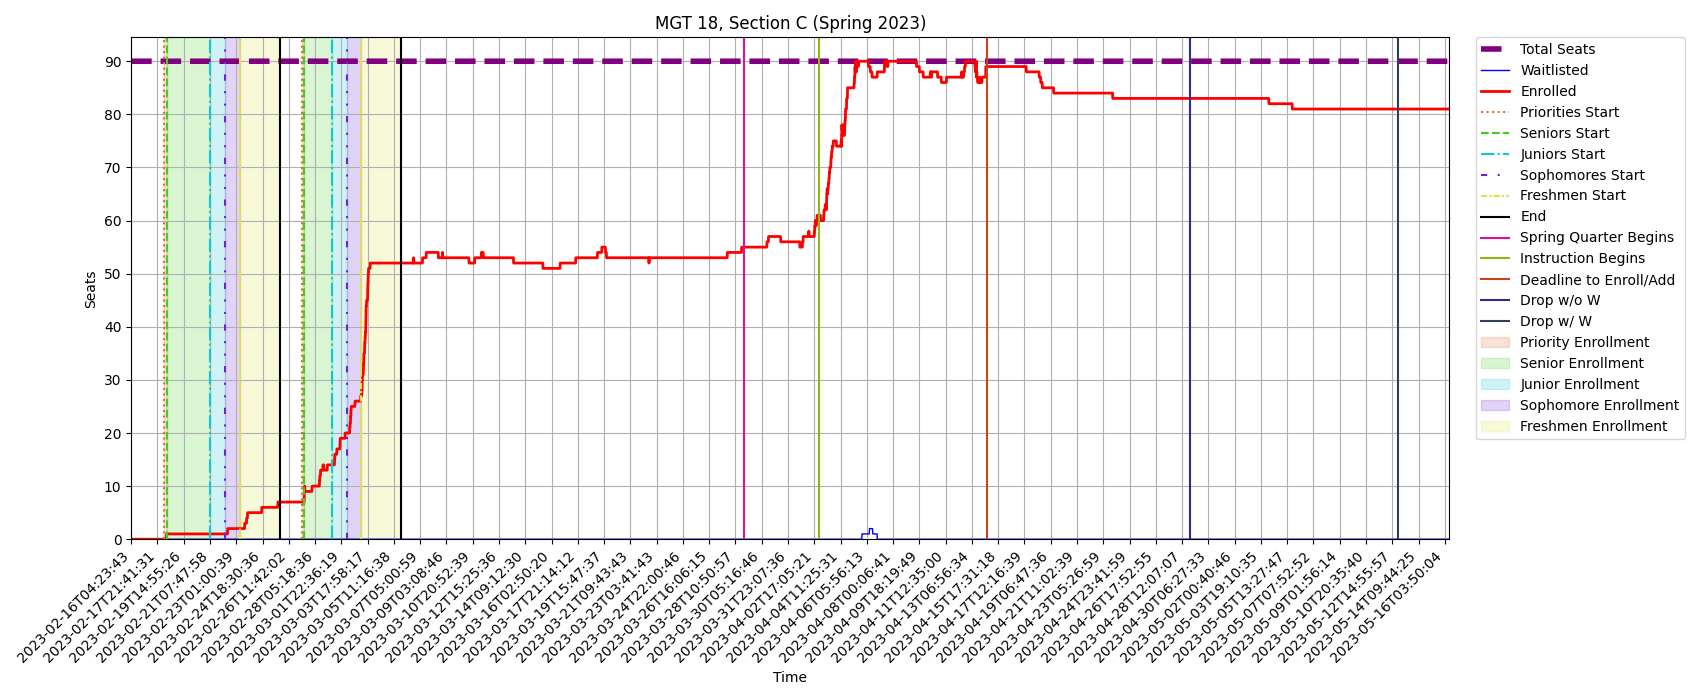 MGT 18, Section C (Spring 2023)
Seats
90
80
70
60
50
40
30
20
10
0
2023-02-16T04:23:43
2023-02-17T21:41:31
2023-02-19T14:55:26
2023-02-21T07:47:58
2023-02-23T01:00:39
2023-02-24T18:30:36
2023-02-26T11:42:02
2023-02-28T05:18:36
2023-03-01T22:36:19
2023-03-03T17:58:17
2023-03-05T11:16:38
2023-03-07T05:00:59
2023-03-09T03:08:46
2023-03-10T20:52:39
2023-03-12T15:25:36
2023-03-14T09:12:30
2023-03-16T02:50:20
2023-03-17T21:14:12
2023-03-19T15:47:37
2023-03-21T09:43:43
2023-03-23T03:41:43
2023-03-24T22:00:46
2023-03-26T16:06:15
2023-03-28T10:50:57
2023-03-30T05:16:46
2023-03-31T23:07:36
2023-04-02T17:05:21
2023-04-04T11:25:31
2023-04-06T05:56:13
2023-04-08T00:06:41
2023-04-09T18:19:49
2023-04-11T12:35:00
2023-04-13T06:56:34
2023-04-15T17:31:18
2023-04-17T12:16:39
2023-04-19T06:47:36
2023-04-21T11:02:39
2023-04-23T05:26:59
2023-04-24T23:41:59
2023-04-26T17:52:55
2023-04-28T12:07:07
2023-04-30T06:27:33
2023-05-02T00:40:46
2023-05-03T19:10:35
2023-05-05T13:27:47
2023-05-07T07:52:52
2023-05-09T01:56:14
2023-05-10T20:35:40
2023-05-12T14:55:57
2023-05-14T09:44:25
2023-05-16T03:50:04
Time
Total Seats
Waitlisted
Enrolled
Priorities Start
Seniors Start
Juniors Start
Sophomores Start
Freshmen Start
End
Spring Quarter Begins
Instruction Begins
Deadline to Enroll/Add
Drop w/o W
Drop w/ W
Priority Enrollment
Senior Enrollment
Junior Enrollment
Sophomore Enrollment
Freshmen Enrollment